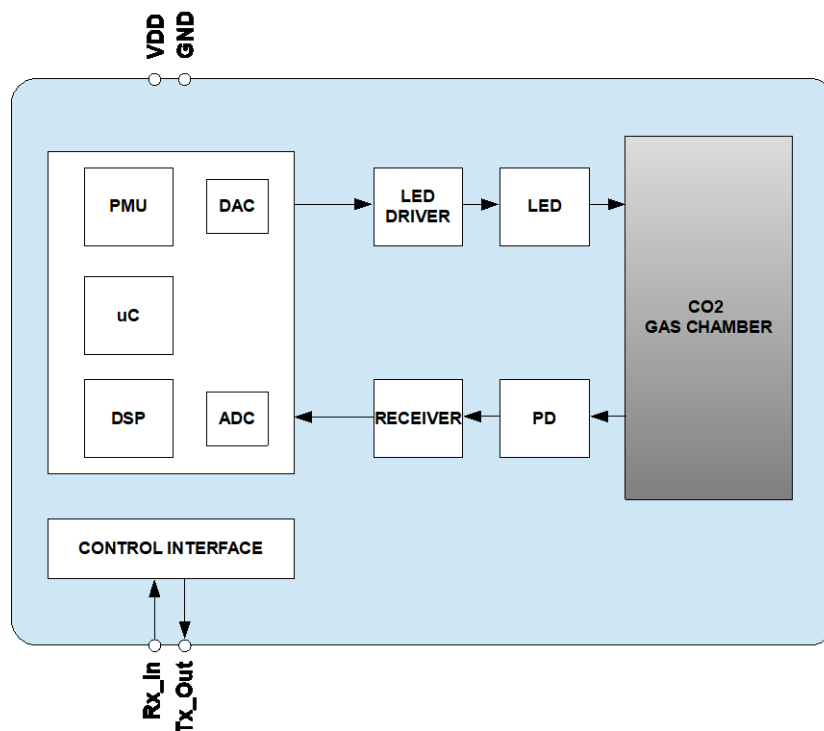 VDD
GND
PMU
DAC
LED
DRIVER
LED
CO2
GAS CHAMBER
uC
DSP
ADC
RECEIVER
PD
CONTROL INTERFACE
Rx_In
Tx_Out